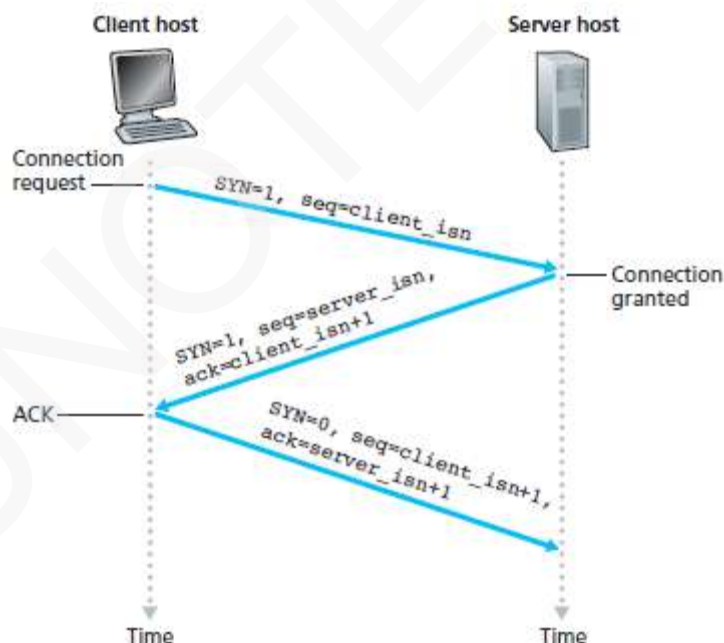 Client host
Server host
Connection
request
SYN=1, seq=client_isn
Connection
granted
SYN=1, seq=server_isn,
ack=client_isn+1
ACK
SYN=0, seq=client_isn+1,
ack=server_isn+1
Time
Time